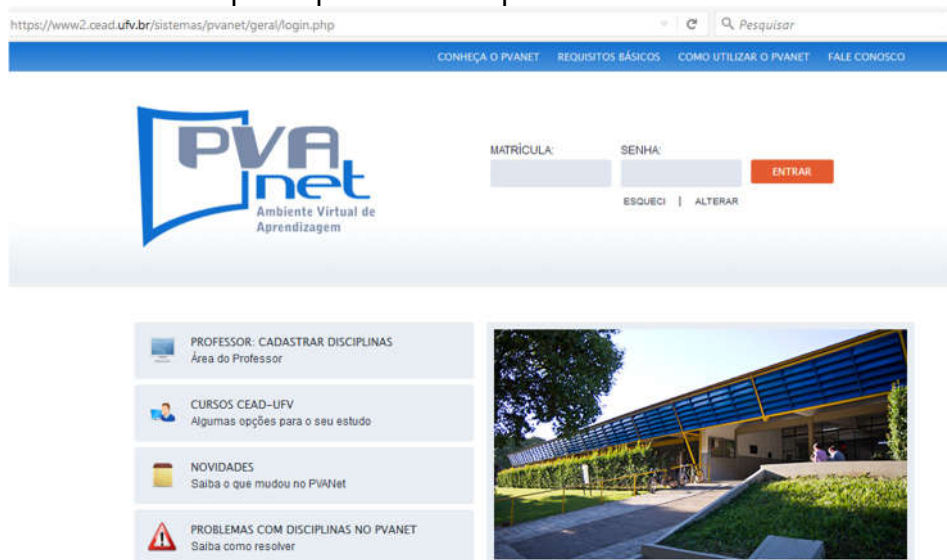 https://www2.cead.ufv.br/sistemas/pvanet/geral/login.php
Pesquisar
CONHEÇA O PVANET REQUISITOS BÁSICOS COMO UTILIZAR O PVANET FALE CONOSCO
PVA
net
Ambiente Virtual de
Aprendizagem
MATRÍCULA: SENHA:
ENTRAR
ESQUECI | ALTERAR
PROFESSOR: CADASTRAR DISCIPLINAS
Área do Professor
CURSOS CEAD-UFV
Algumas opções para o seu estudo
NOVIDADES
Saiba o que mudou no PVANet
PROBLEMAS COM DISCIPLINAS NO PVANET
Saiba como resolver